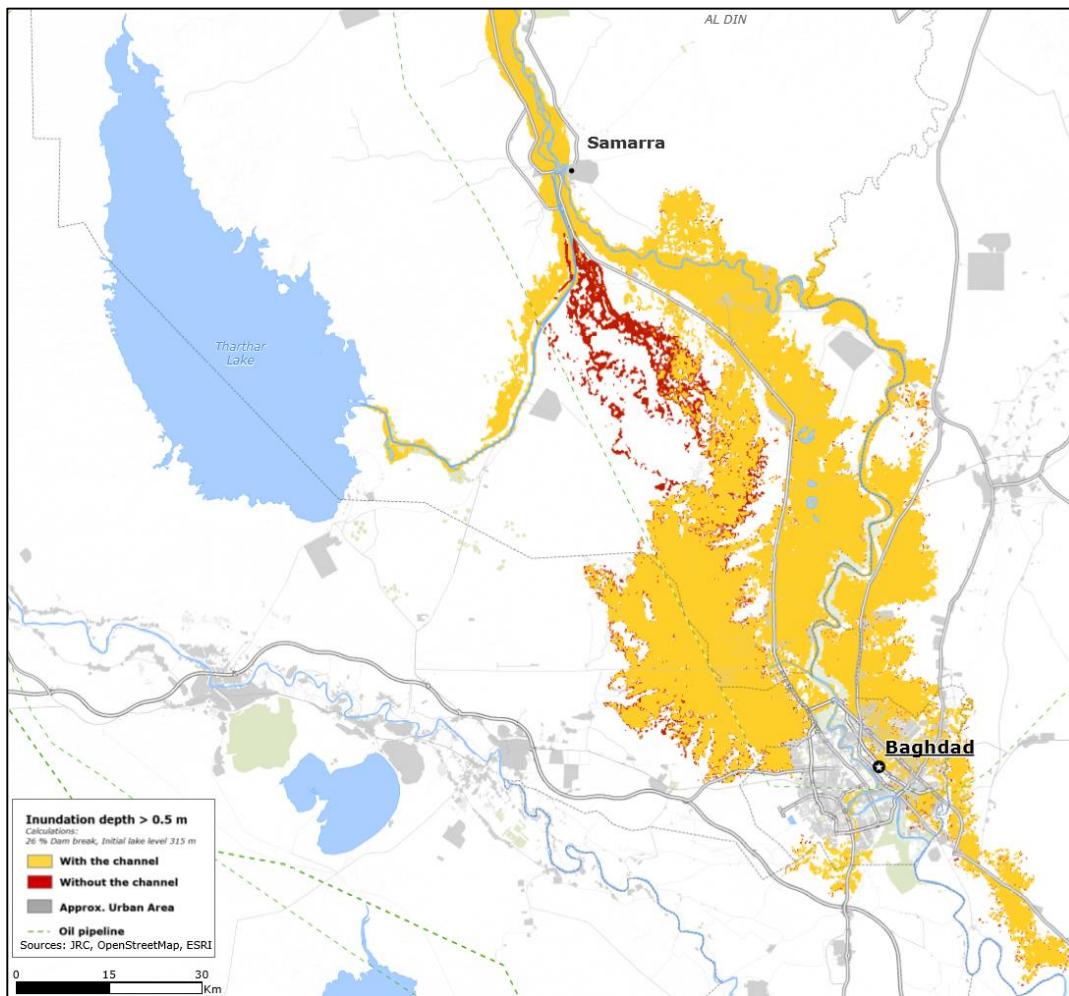 AL DIN
Samarra
Tharthar
Lake
Baghdad
Inundation depth > 0.5 m
Calculations:
26 % Dam break, Initial lake level 315 m
With the channel
Without the channel
Approx. Urban Area
Oil pipeline
Sources: JRC, OpenStreetMap, ESRI
0 15 30
Km